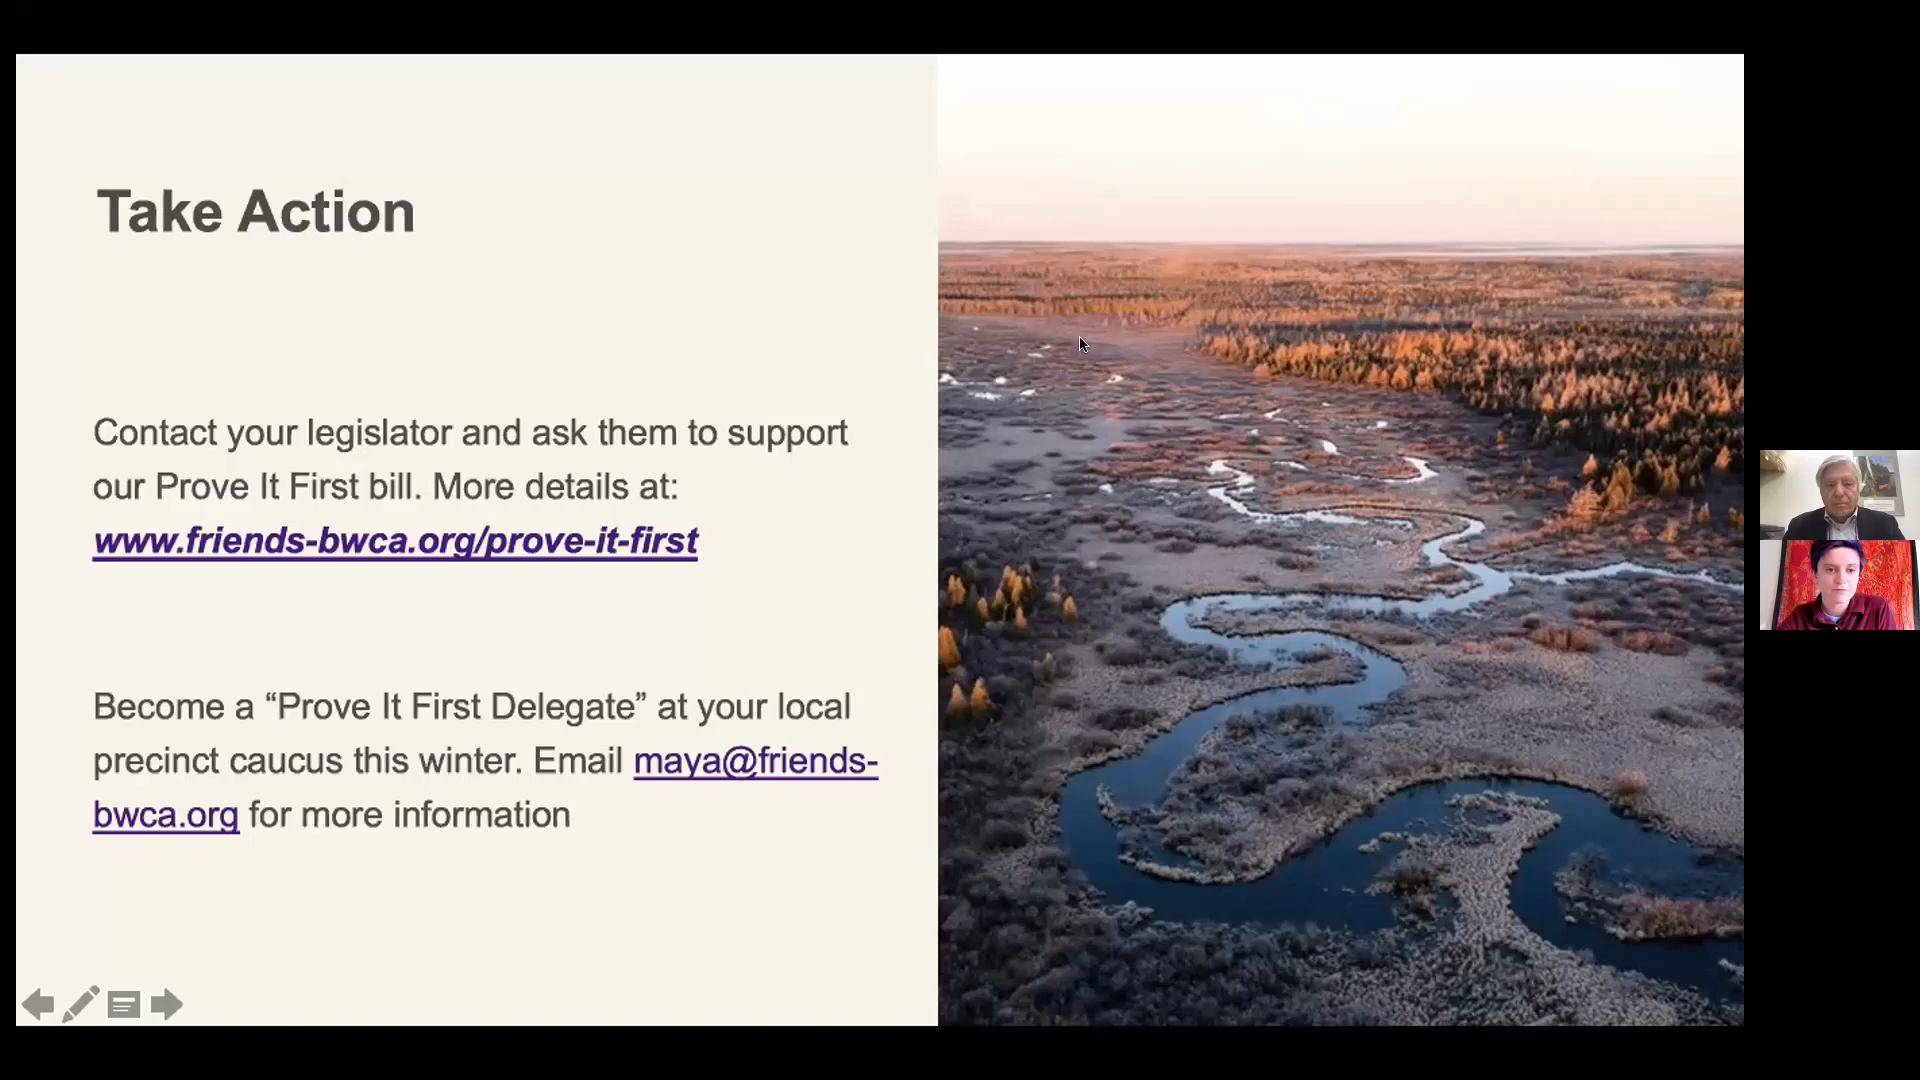 Take Action
Contact your legislator and ask them to support
our Prove It First bill. More details at:
www.friends-bwca.org/prove-it-first
Become a “Prove It First Delegate” at your local
precinct caucus this winter. Email maya@friends-
bwca.org for more information